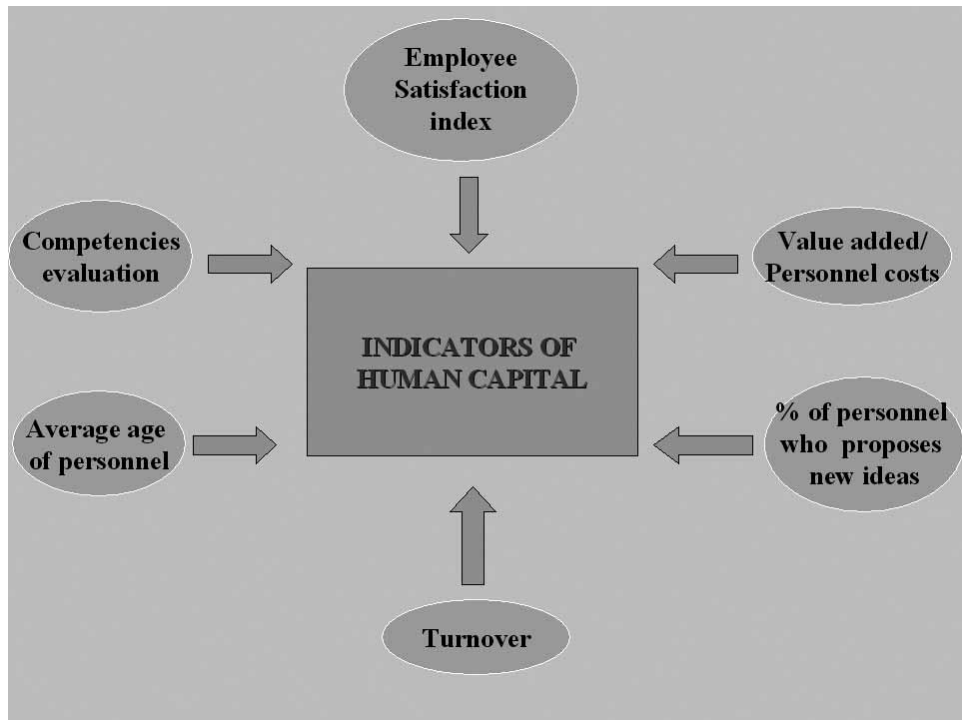 Employee
Satisfaction
index
Competencies
evaluation
Value added/
Personnel costs
INDICATORS OF
HUMAN CAPITAL
Average age
of personnel
% of personnel
who proposes
new ideas
Turnover